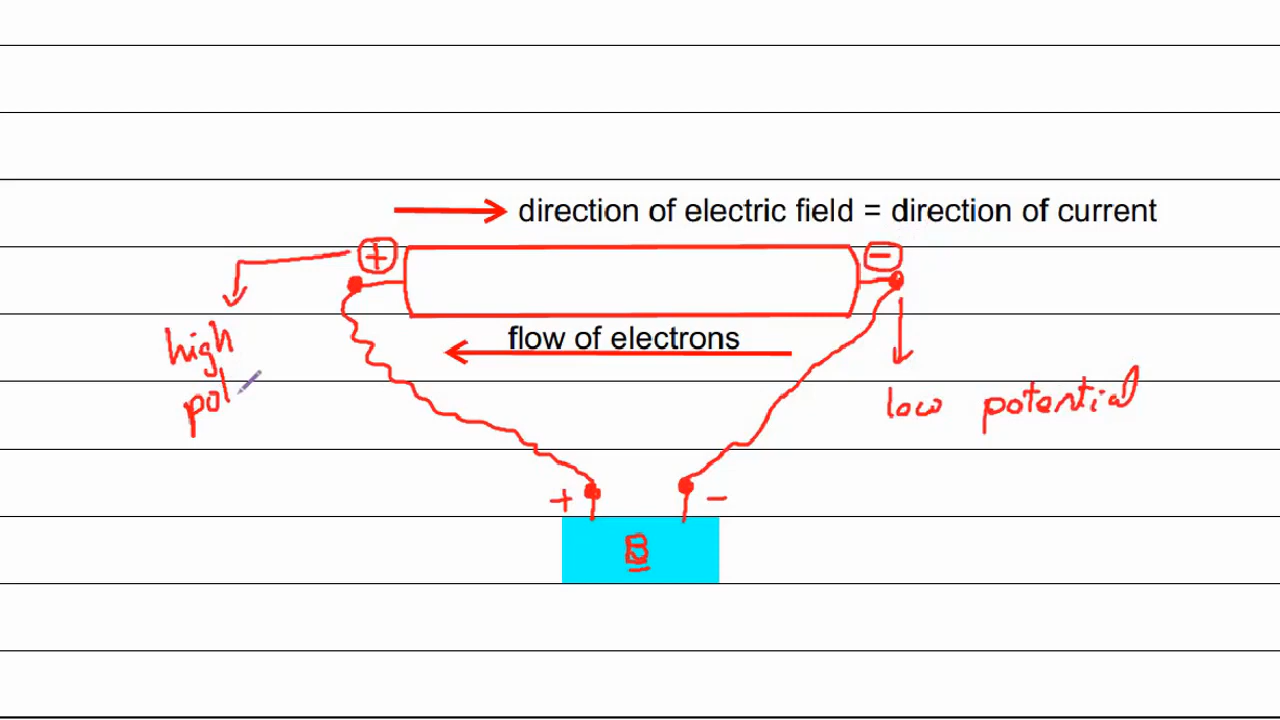 direction of electric field = direction of current
+ −
flow of electrons
high
pot
low potential
+ −
B